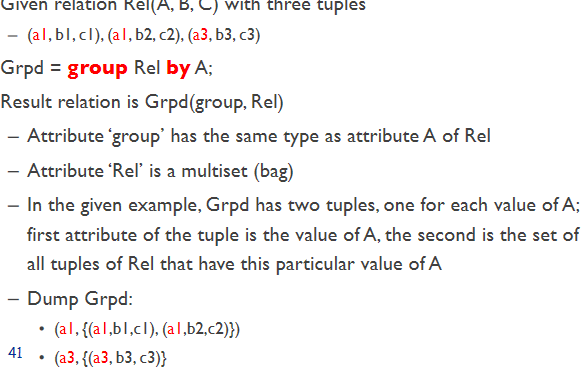 Given relation Rel(A, B, C) with three tuples
– (a1, b1, c1), (a1, b2, c2), (a3, b3, c3)
Grpd = group Rel by A;
Result relation is Grpd(group, Rel)
– Attribute ‘group’ has the same type as attribute A of Rel
– Attribute ‘Rel’ is a multiset (bag)
– In the given example, Grpd has two tuples, one for each value of A;
first attribute of the tuple is the value of A, the second is the set of
all tuples of Rel that have this particular value of A
– Dump Grpd:
• (a1, {(a1,b1,c1), (a1,b2,c2)})
• (a3, {(a3, b3, c3)}
41